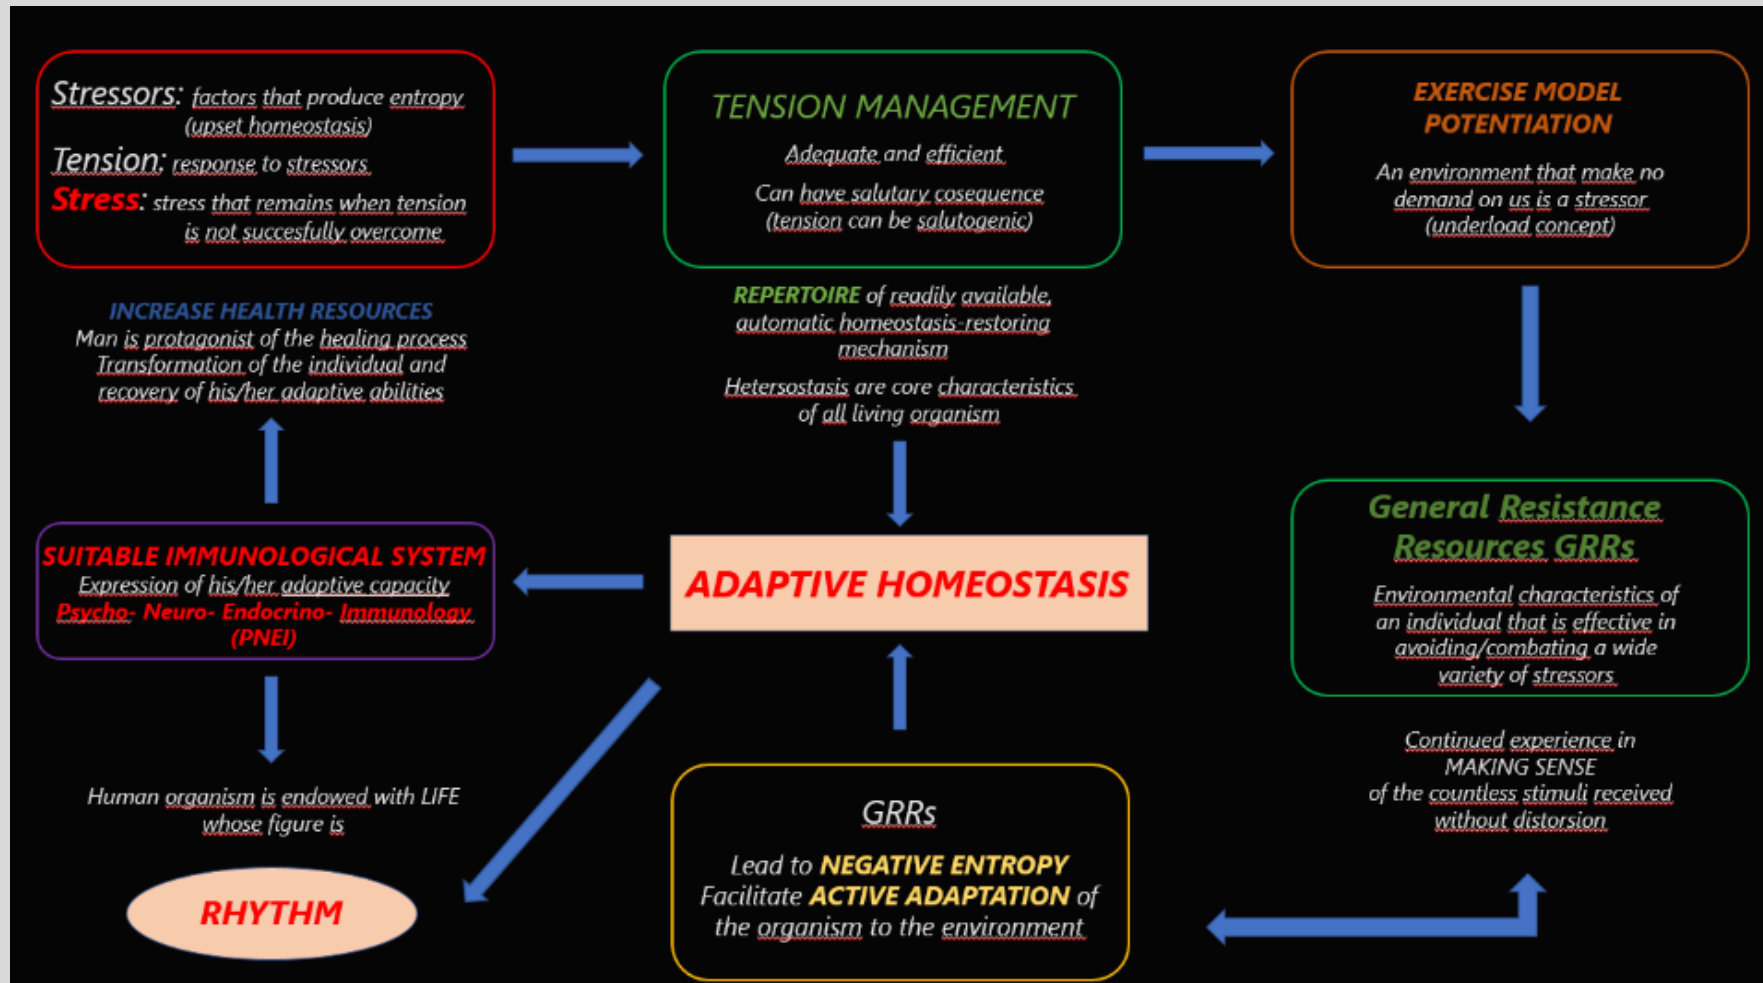 Stressors: factors that produce entropy
(upset homeostasis)
Tension: response to stressors
Stress: stress that remains when tension
is not succesfully overcome
TENSION MANAGEMENT
Adequate and efficient
Can have salutary cosequence
(tension can be salutogenic)
EXERCISE MODEL
POTENTIATION
An environment that make no
demand on us is a stressor
(underload concept)
INCREASE HEALTH RESOURCES
Man is protagonist of the healing process
Transformation of the individual and
recovery of his/her adaptive abilities
REPERTOIRE of readily available,
automatic homeostasis-restoring
mechanism
Hetersostasis are core characteristics
of all living organism
General Resistance
Resources GRRs
Environmental characteristics of
an individual that is effective in
avoiding/combating a wide
variety of stressors
SUITABLE IMMUNOLOGICAL SYSTEM
Expression of his/her adaptive capacity
Psycho- Neuro- Endocrino- Immunology
(PNEI)
ADAPTIVE HOMEOSTASIS
Continued experience in
MAKING SENSE
of the countless stimuli received
without distorsion
Human organism is endowed with LIFE
whose figure is
RHYTHM
GRRs
Lead to NEGATIVE ENTROPY
Facilitate ACTIVE ADAPTATION of
the organism to the environment